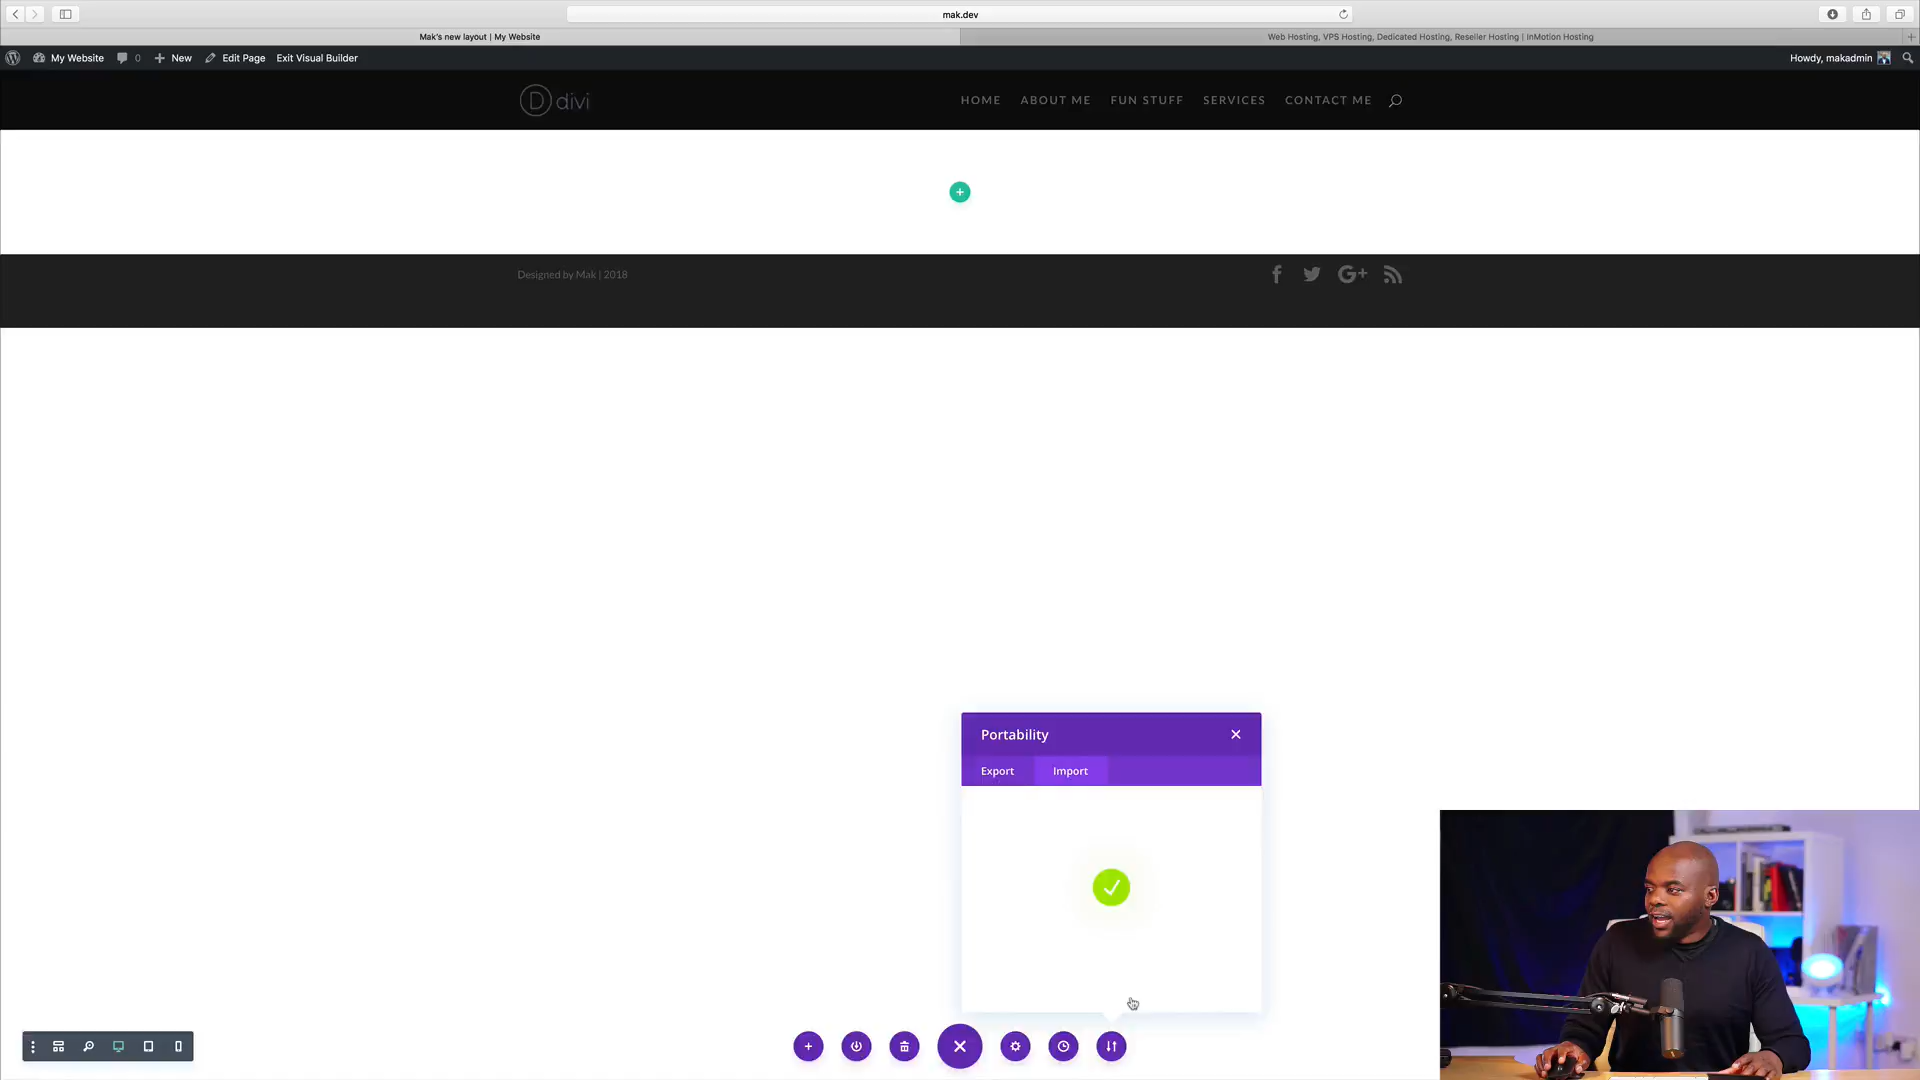 mak.dev
Mak's new layout | My Website
Web Hosting, VPS Hosting, Dedicated Hosting, Reseller Hosting | InMotion Hosting
My Website
0
New
Edit Page
Exit Visual Builder
Howdy, makadmin
D divi
HOME
ABOUT ME
FUN STUFF
SERVICES
CONTACT ME
Designed by Mak | 2018
Portability
Export
Import